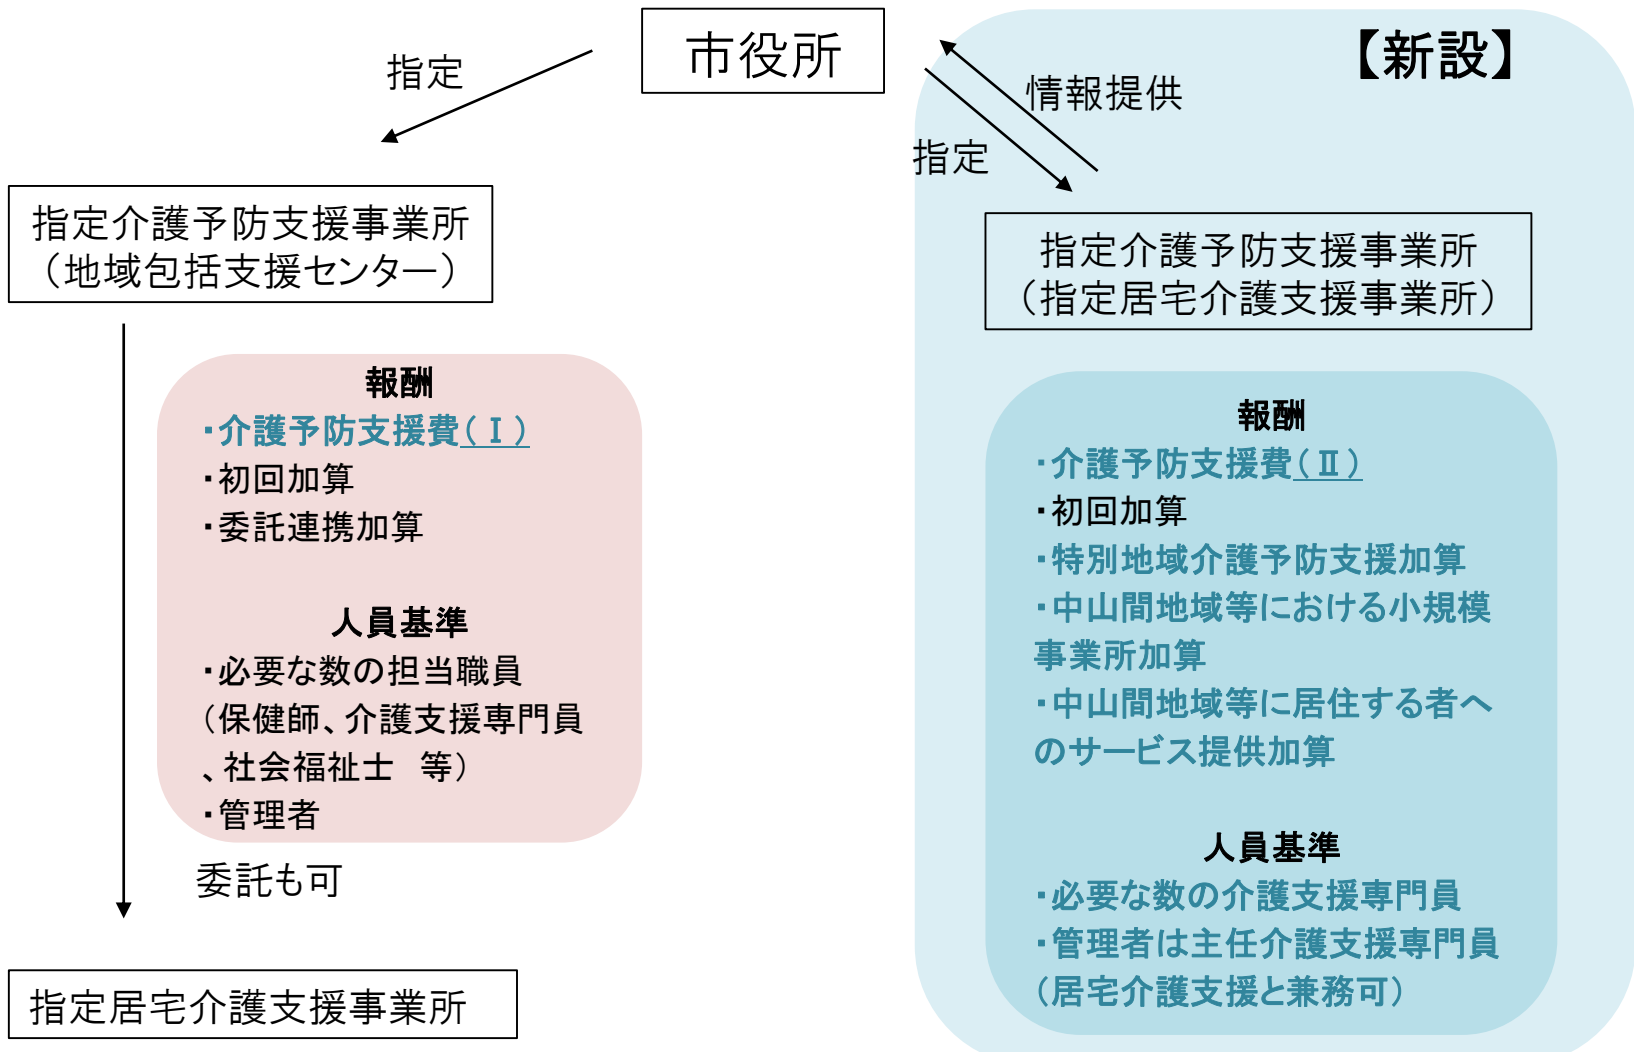 市役所
指定
指定介護予防支援事業所
（地域包括支援センター）
報酬
・介護予防支援費（Ⅰ）
・初回加算
・委託連携加算
人員基準
・必要な数の担当職員
（保健師、介護支援専門員
、社会福祉士　等）
・管理者
委託も可
指定居宅介護支援事業所
【新設】
情報提供
指定
指定介護予防支援事業所
（指定居宅介護支援事業所）
報酬
・介護予防支援費（Ⅱ）
・初回加算
・特別地域介護予防支援加算
・中山間地域等における小規模
事業所加算
・中山間地域等に居住する者へ
のサービス提供加算
人員基準
・必要な数の介護支援専門員
・管理者は主任介護支援専門員
（居宅介護支援と兼務可）